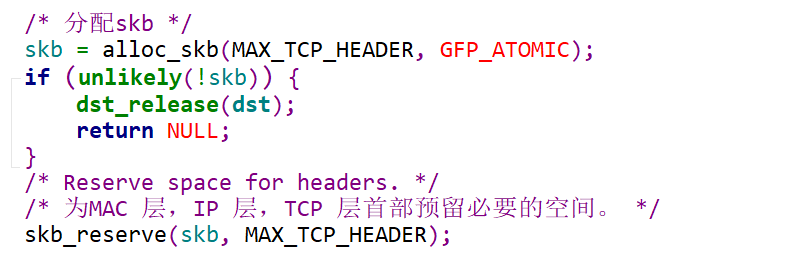 /* 分配skb */
skb = alloc_skb(MAX_TCP_HEADER, GFP_ATOMIC);
if (unlikely(!skb)) {
    dst_release(dst);
    return NULL;
}
/* Reserve space for headers. */
/* 为MAC 层，IP 层，TCP 层首部预留必要的空间。 */
skb_reserve(skb, MAX_TCP_HEADER);